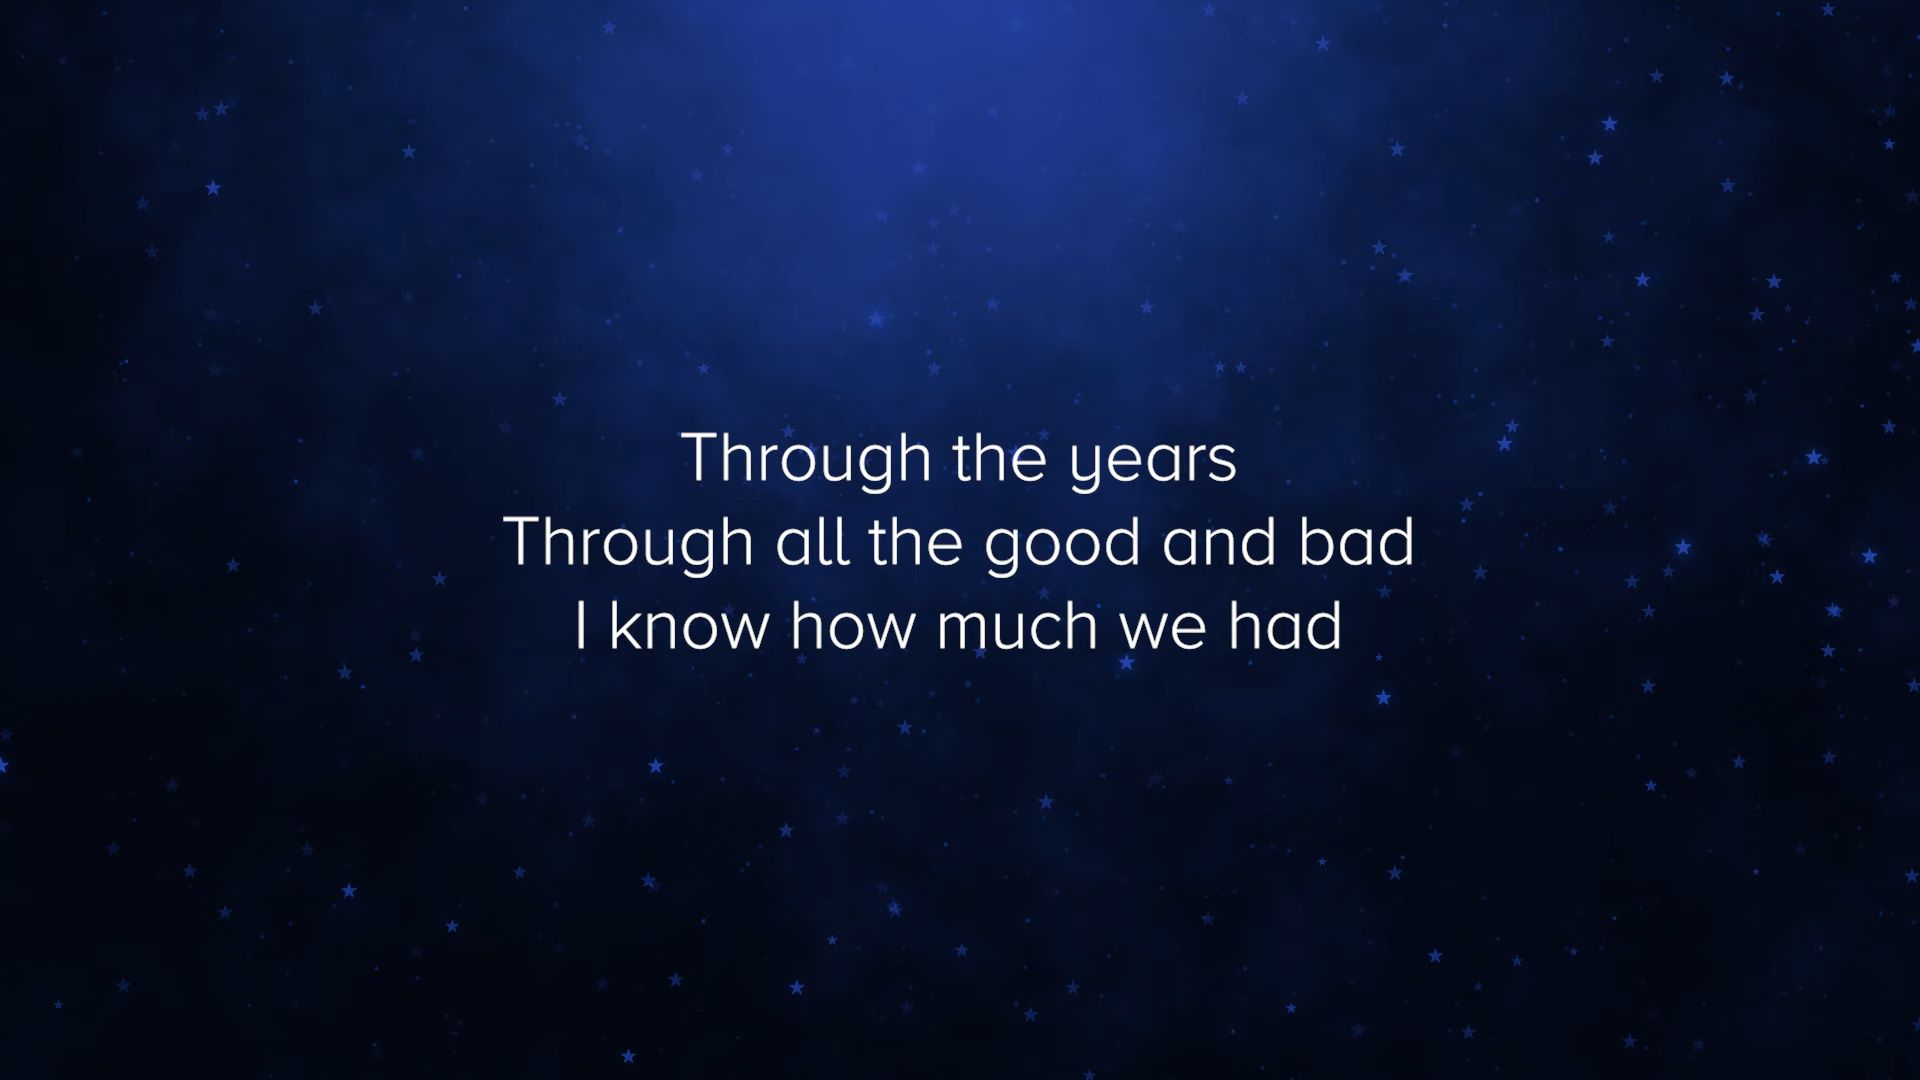 Through the years
Through all the good and bad
I know how much we had